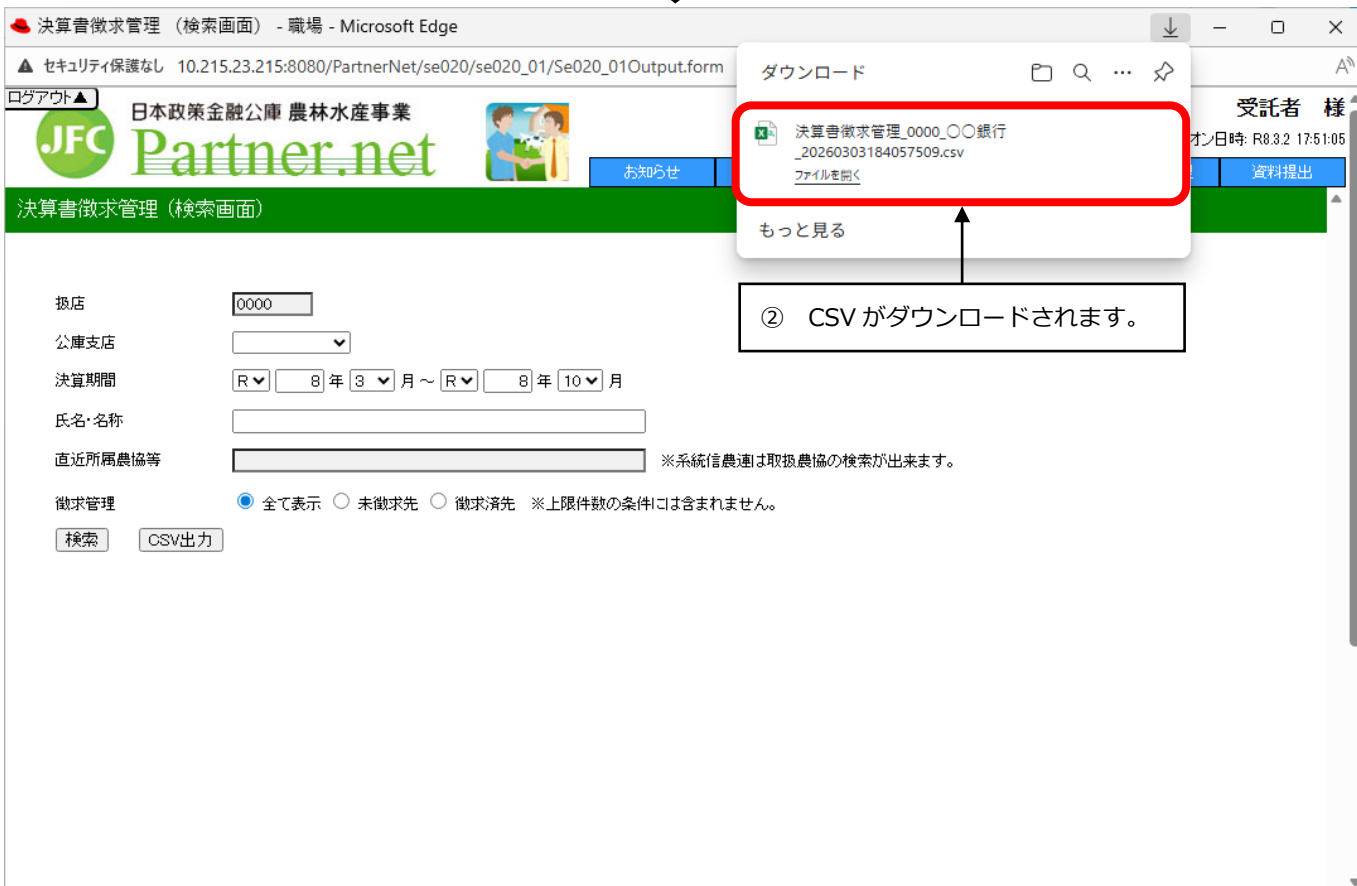 決算書徴求管理 （検索画面） - 職場 - Microsoft Edge
セキュリティ保護なし 10.215.23.215:8080/PartnerNet/se020/se020_01/Se020_01Output.form
ログアウト▲
JFC
日本政策金融公庫 農林水産事業
Partner.net
受託者 様
オン日時: R8.3.2 17:51:05
お知らせ
資料提出
ダウンロード
決算書徴求管理_0000_〇〇銀行
_20260303184057509.csv
ファイルを開く
もっと見る
決算書徴求管理（検索画面）
② CSV がダウンロードされます。
扱店 0000
公庫支店
決算期間 R 8 年 3 月 ～ R 8 年 10 月
氏名・名称
直近所属農協等 ※系統信農連は取扱農協の検索が出来ます。
徴求管理 全て表示 未徴求先 徴求済先 ※上限件数の条件には含まれません。
検索 CSV出力